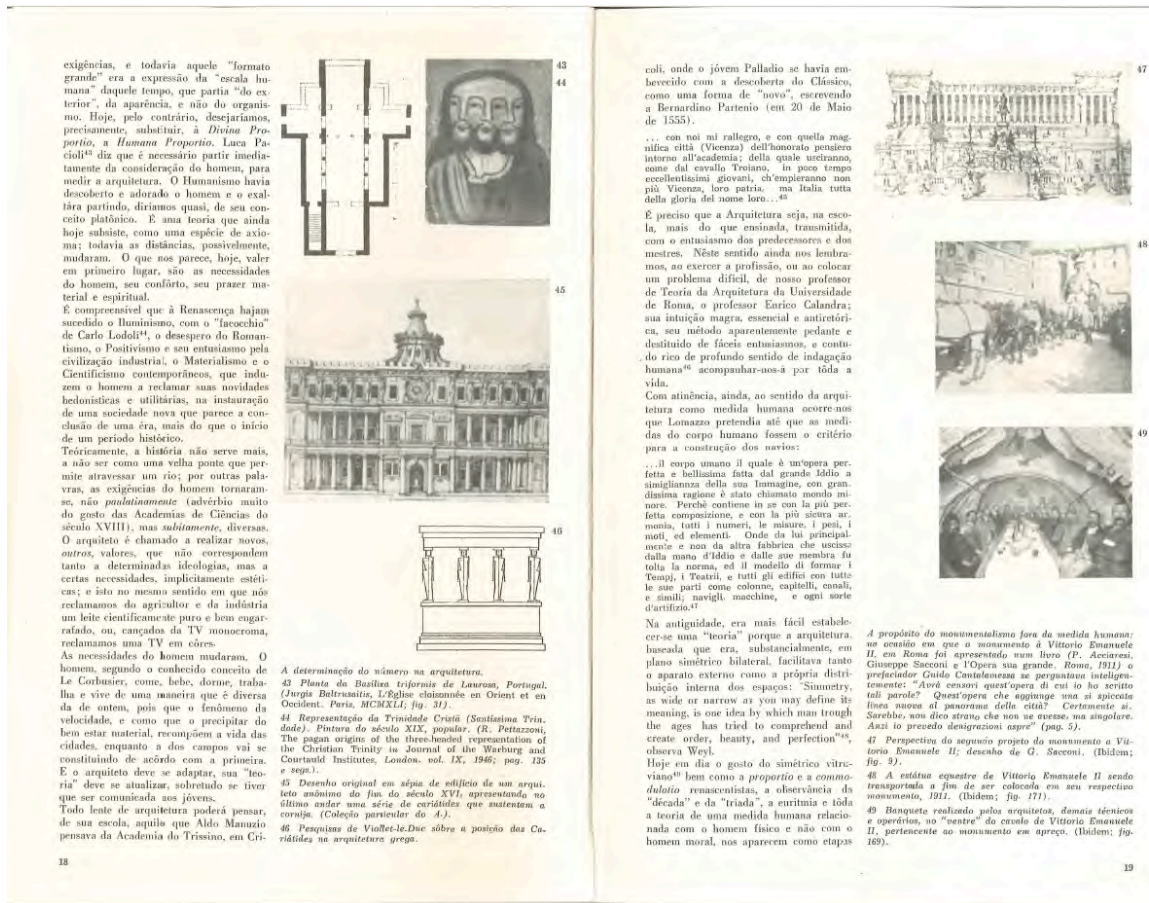 exigências, e todavia aquele "formato
grande" era a expressão da "escala hu-
mana" daquele tempo, que partia "do ex-
terior", da aparência, e não do organis-
mo. Hoje, pelo contrário, desejaríamos,
precisamente, substituir, à Divina Pro-
portio, a Humana Proportio. Luca Pa-
cioli⁴³ diz que é necessário partir imedia-
tamente da consideração do homem, para
medir a arquitetura. O Humanismo havia
descoberto e adorado o homem e o exal-
tára partindo, diríamos quasi, de seu con-
ceito platônico. É uma teoria que ainda
hoje subsiste, como uma espécie de axio-
ma; todavia as distâncias, possivelmente,
mudaram. O que nos parece, hoje, valer
em primeiro lugar, são as necessidades
do homem, seu confôrto, seu prazer ma-
terial e espiritual.
É compreensível que à Renascença hajam
sucedido o Iluminismo, com o "facocchio"
de Carlo Lodoli⁴⁴, o desespero do Roman-
tismo, o Positivismo e seu entusiasmo pela
civilização industrial, o Materialismo e o
Cientificismo contemporâneos, que indu-
zem o homem a reclamar suas novidades
hedonísticas e utilitárias, na instauração
de uma sociedade nova que parece a con-
clusão de uma éra, mais do que o início
de um período histórico.
Teóricamente, a história não serve mais,
a não ser como uma velha ponte que per-
mite atravessar um rio; por outras pala-
vras, as exigências do homem tornaram-
se, não paulatinamente (advérbio muito
do gosto das Academias de Ciências do
século XVIII), mas subitamente, diversas.
O arquiteto é chamado a realizar novos,
outros, valores, que não correspondem
tanto a determinadas ideologias, mas a
certas necessidades, implicitamente estéti-
cas; e isto no mesmo sentido em que nós
reclamamos do agricultor e da indústria
um leite cientificamente puro e bem engar-
rafado, ou, cançados da TV monocroma,
reclamamos uma TV em côres.
As necessidades do homem mudaram. O
homem, segundo o conhecido conceito de
Le Corbusier, come, bebe, dorme, traba-
lha e vive de uma maneira que é diversa
da de ontem, pois que o fenômeno da
velocidade, e como que o precipitar do
bem estar material, recompõem a vida das
cidades, enquanto a dos campos vai se
constituindo de acôrdo com a primeira.
E o arquiteto deve se adaptar, sua "teo-
ria" deve se atualizar, sobretudo se tiver
que ser comunicada aos jóvens.
Todo lente de arquitetura poderá pensar,
de sua escola, aquilo que Aldo Manuzio
pensava da Academia do Trissino, em Cri-
18
43
44
45
46
A determinação do número na arquitetura.
43 Planta da Basílica triformis de Laurosa, Portugal.
(Jurgis Baltrusaitis, L'Église cloisonnée en Orient et en
Occident. Paris, MCMXLI; fig. 31).
44 Representação da Trinidade Cristã (Santíssima Trin-
dade). Pintura do século XIX, popular. (R. Pettazzoni,
The pagan origins of the three-headed representation of
the Christian Trinity in Journal of the Warburg and
Courtauld Institutes, London. vol. IX, 1946; pag. 135
e segs.).
45 Desenho original em sépia de edifício de um arqui-
teto anônimo do fim do século XVI, apresentando no
último andar uma série de cariátides que sustentam a
cornija. (Coleção particular do A.).
46 Pesquisas de Viollet-le-Duc sôbre a posição das Ca-
riátides na arquitetura grega.
coli, onde o jóvem Palladio se havia em-
bevecido com a descoberta do Clássico,
como uma forma de "novo", escrevendo
a Bernardino Partenio (em 20 de Maio
de 1555).
... con noi mi rallegro, e con quella mag-
nifica città (Vicenza) dell'honorato pensiero
intorno all'academia; della quale usciranno,
come dal cavallo Troiano, in poco tempo
eccellentissimi giovani, ch'empieranno non
più Vicenza, loro patria, ma Italia tutta
della gloria del nome loro...⁴⁵
É preciso que a Arquitetura seja, na esco-
la, mais do que ensinada, transmitida,
com o entusiasmo dos predecessores e dos
mestres. Nêste sentido ainda nos lembra-
mos, ao exercer a profissão, ou ao colocar
um problema difícil, de nosso professor
de Teoria da Arquitetura da Universidade
de Roma, o professor Enrico Calandra;
sua intuição magra, essencial e antiretóri-
ca, seu método aparentemente pedante e
destituido de fáceis entusiasmos, e contu-
do rico de profundo sentido de indagação
humana⁴⁶ acompanhar-nos-á por tôda a
vida.
Com atinência, ainda, ao sentido da arqui-
tetura como medida humana ocorre-nos
que Lomazzo pretendia até que as medi-
das do corpo humano fossem o critério
para a construção dos navios:
...il corpo umano il quale è un'opera per-
fetta e bellissima fatta dal grande Iddio a
simigliannza della sua Immagine, con gran-
dissima ragione è stato chiamato mondo mi-
nore. Perchè contiene in se con la più per-
fetta composizione, e con la più sicura ar-
monia, tutti i numeri, le misure, i pesi, i
moti, ed elementi. Onde da lui principal-
mente e non da altra fabbrica che uscisse
dalla mano d'Iddio e dalle sue membra fu
tolta la norma, ed il modello di formar i
Tempj, i Teatrii, e tutti gli edifici con tutte
le sue parti come colonne, capitelli, canali,
e simili; navigli, macchine, e ogni sorte
d'artifizio.⁴⁷
Na antiguidade, era mais fácil estabele-
cer-se uma "teoria" porque a arquitetura,
baseada que era, substancialmente, em
plano simétrico bilateral, facilitava tanto
o aparato externo como a própria distri-
buição interna dos espaços: "Simmetry,
as wide or narrow as you may define its
meaning, is one idea by which man trough
the ages has tried to comprehend and
create order, beauty, and perfection"⁴⁸,
observa Weyl.
Hoje em dia o gosto do simétrico vitru-
viano⁴⁹ bem como a proportio e a commo-
dulatio renascentistas, a observância da
"década" e da "triada", a euritmia e tôda
a teoria de uma medida humana relacio-
nada com o homem físico e não com o
homem moral, nos aparecem como etapas
47
48
49
A propósito do monumentalismo fora da medida humana:
na ocasião em que o monumento à Vittorio Emanuele
II, em Roma foi apresentado num livro (P. Acciaresi,
Giuseppe Sacconi e l'Opera sua grande. Roma, 1911) o
prefaciador Guido Cantalamessa se perguntava inteligen-
temente: "Avrà censori quest'opera di cui io ho scritto
tali parole? Quest'opera che aggiunge una si spiccata
linea nuova al panorama della città? Certamente si.
Sarebbe, non dico strano che non ne avesse, ma singolare.
Anzi io prevedo denigrazioni aspre" (pag. 5).
47 Perspectiva do segundo projeto do monumento a Vit-
torio Emanuele II; desenho de G. Sacconi. (Ibidem;
fig. 9).
48 A estátua equestre de Vittorio Emanuele II sendo
transportada a fim de ser colocada em seu respectivo
monumento, 1911. (Ibidem; fig. 171).
49 Banquete realizado pelos arquitetos, demais técnicos
e operários, no "ventre" do cavalo de Vittorio Emanuele
II, pertencente ao monumento em apreço. (Ibidem; fig.
169).
19